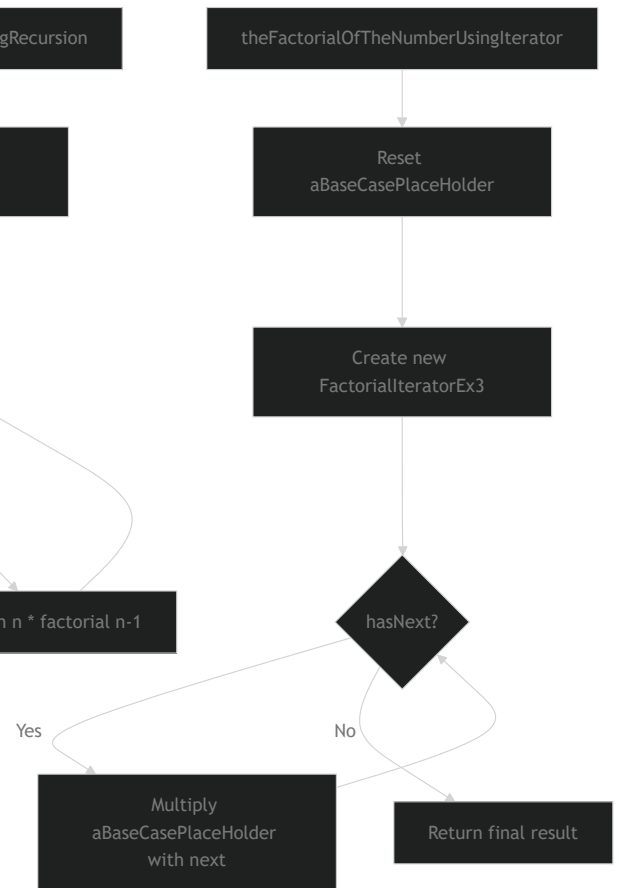 gRecursion
theFactorialOfTheNumberUsingIterator
Reset
aBaseCasePlaceHolder
Create new
FactorialIteratorEx3
n n * factorial n-1
hasNext?
Yes
No
Multiply
aBaseCasePlaceHolder
with next
Return final result